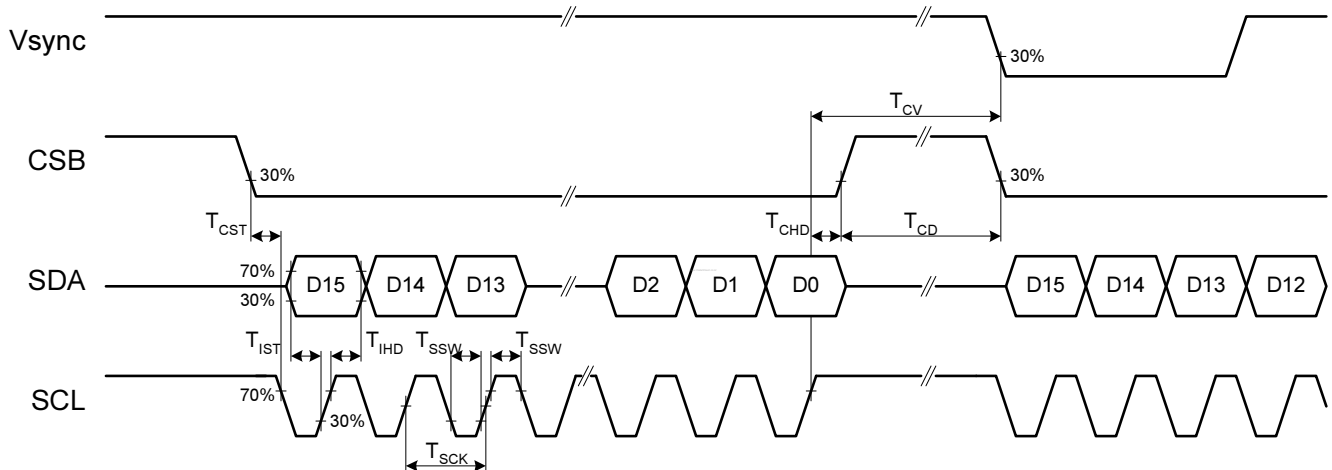 Vsync
30%
T_CV
CSB
30%
30%
T_CST
T_CHD
T_CD
SDA
70%
30%
D15
D14
D13
D2
D1
D0
D15
D14
D13
D12
T_IST
T_IHD
T_SSW
T_SSW
SCL
70%
30%
T_SCK